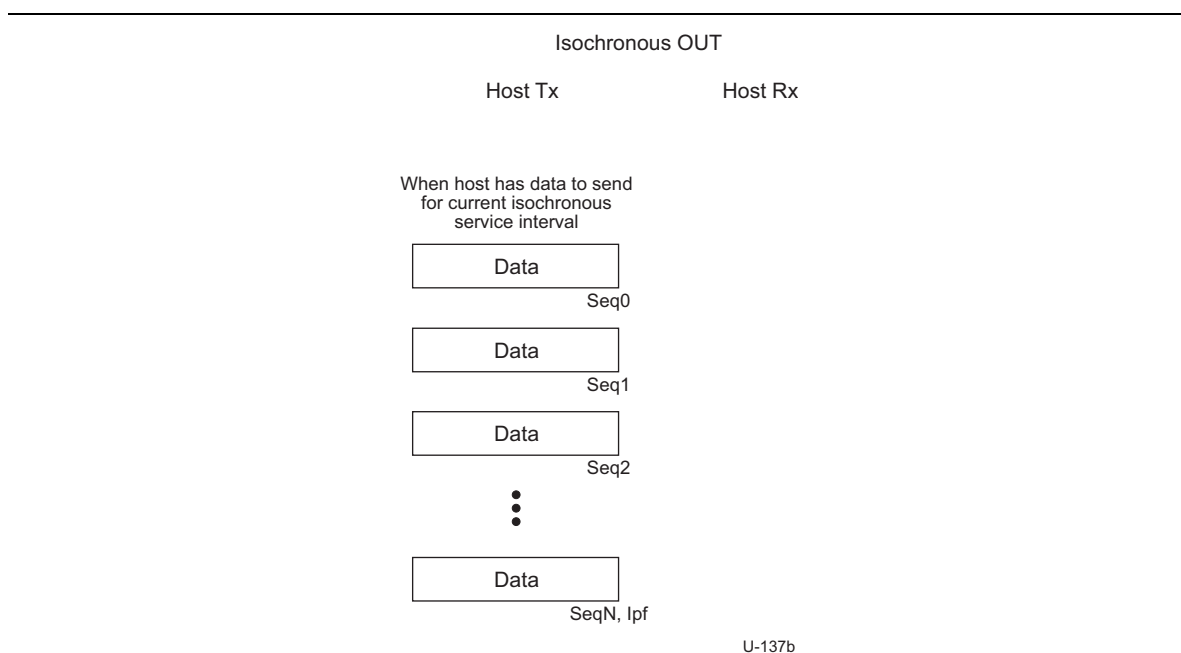 Isochronous OUT
Host Tx
Host Rx
When host has data to send
for current isochronous
service interval
Data
Seq0
Data
Seq1
Data
Seq2
Data
SeqN, lpf
U-137b